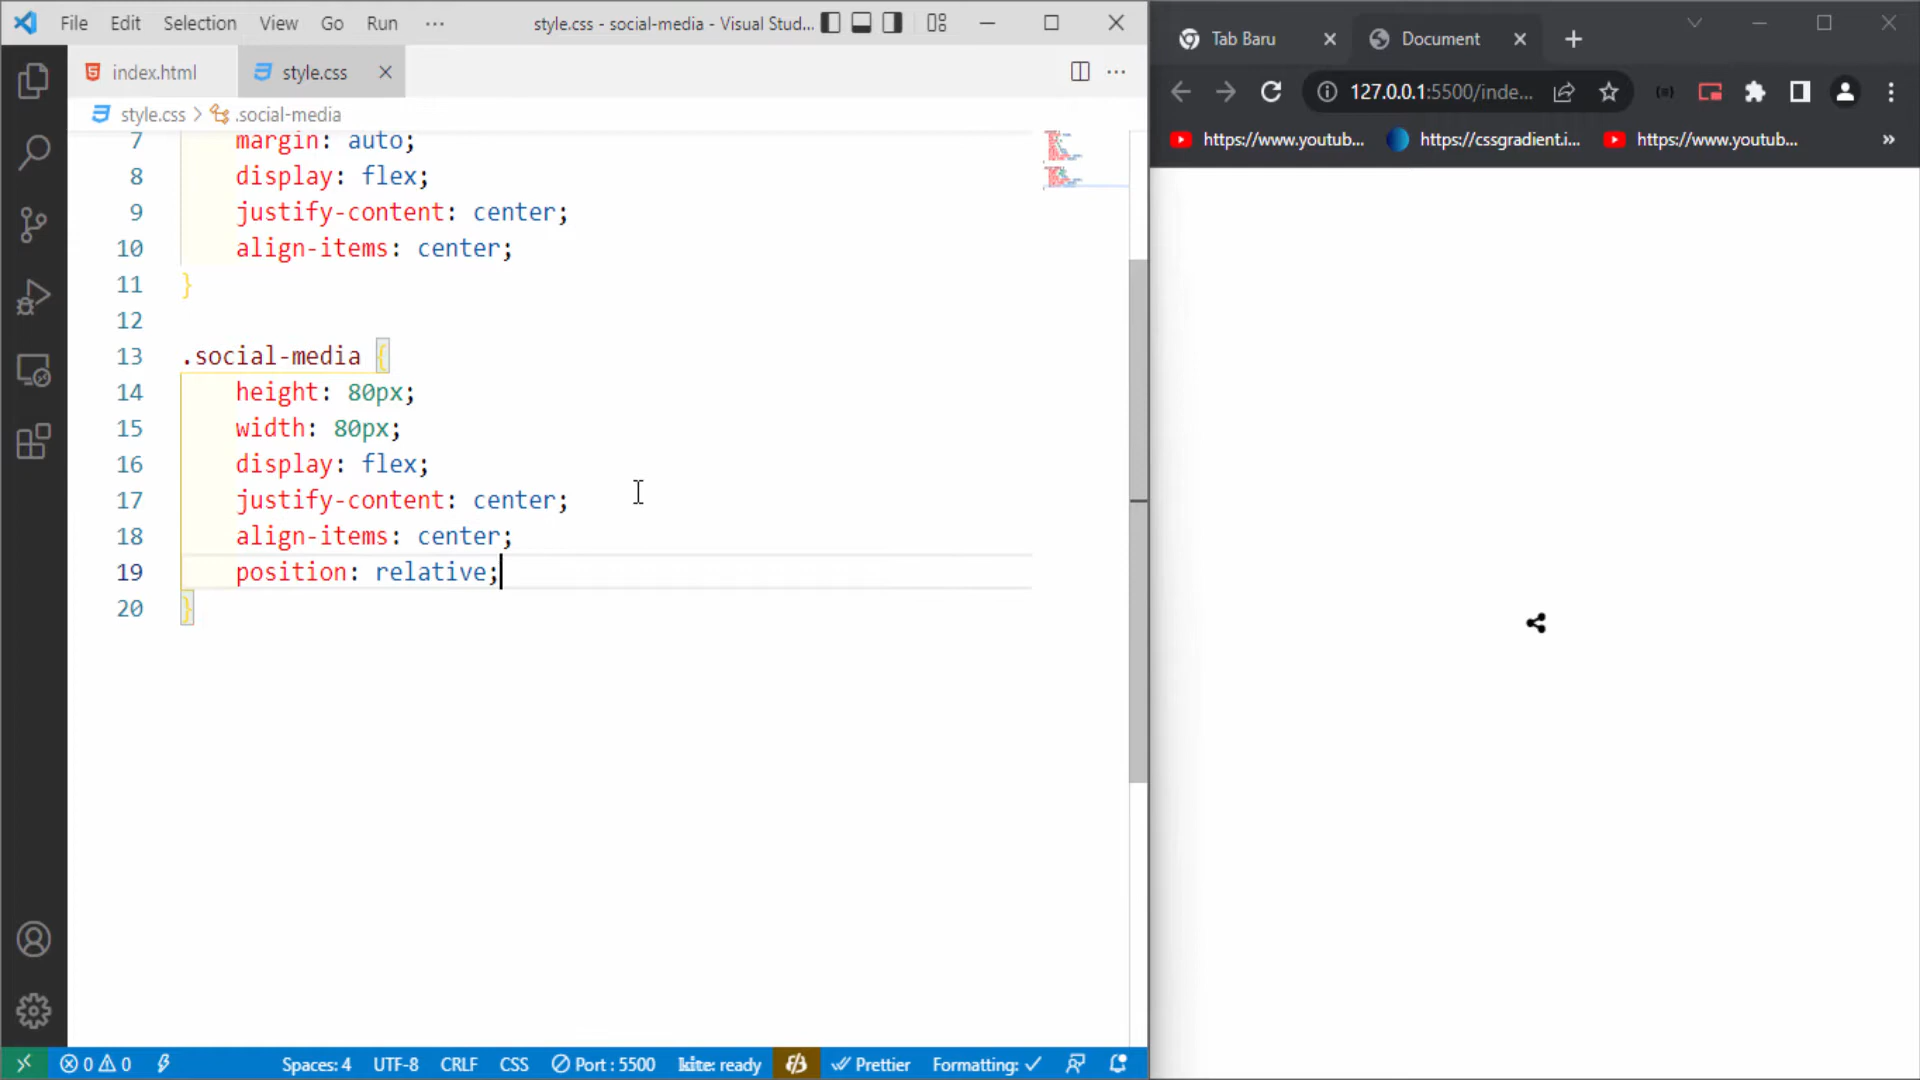 File Edit Selection View Go Run ··· style.css - social-media - Visual Stud...
index.html style.css
style.css > .social-media
7 margin: auto;
8 display: flex;
9 justify-content: center;
10 align-items: center;
11 }
12
13 .social-media {
14 height: 80px;
15 width: 80px;
16 display: flex;
17 justify-content: center;
18 align-items: center;
19 position: relative;
20 }
0 0 Spaces: 4 UTF-8 CRLF CSS Port : 5500 kite: ready Prettier Formatting: ✓
Tab Baru Document
127.0.0.1:5500/inde...
https://www.youtub... https://cssgradient.i... https://www.youtub... »